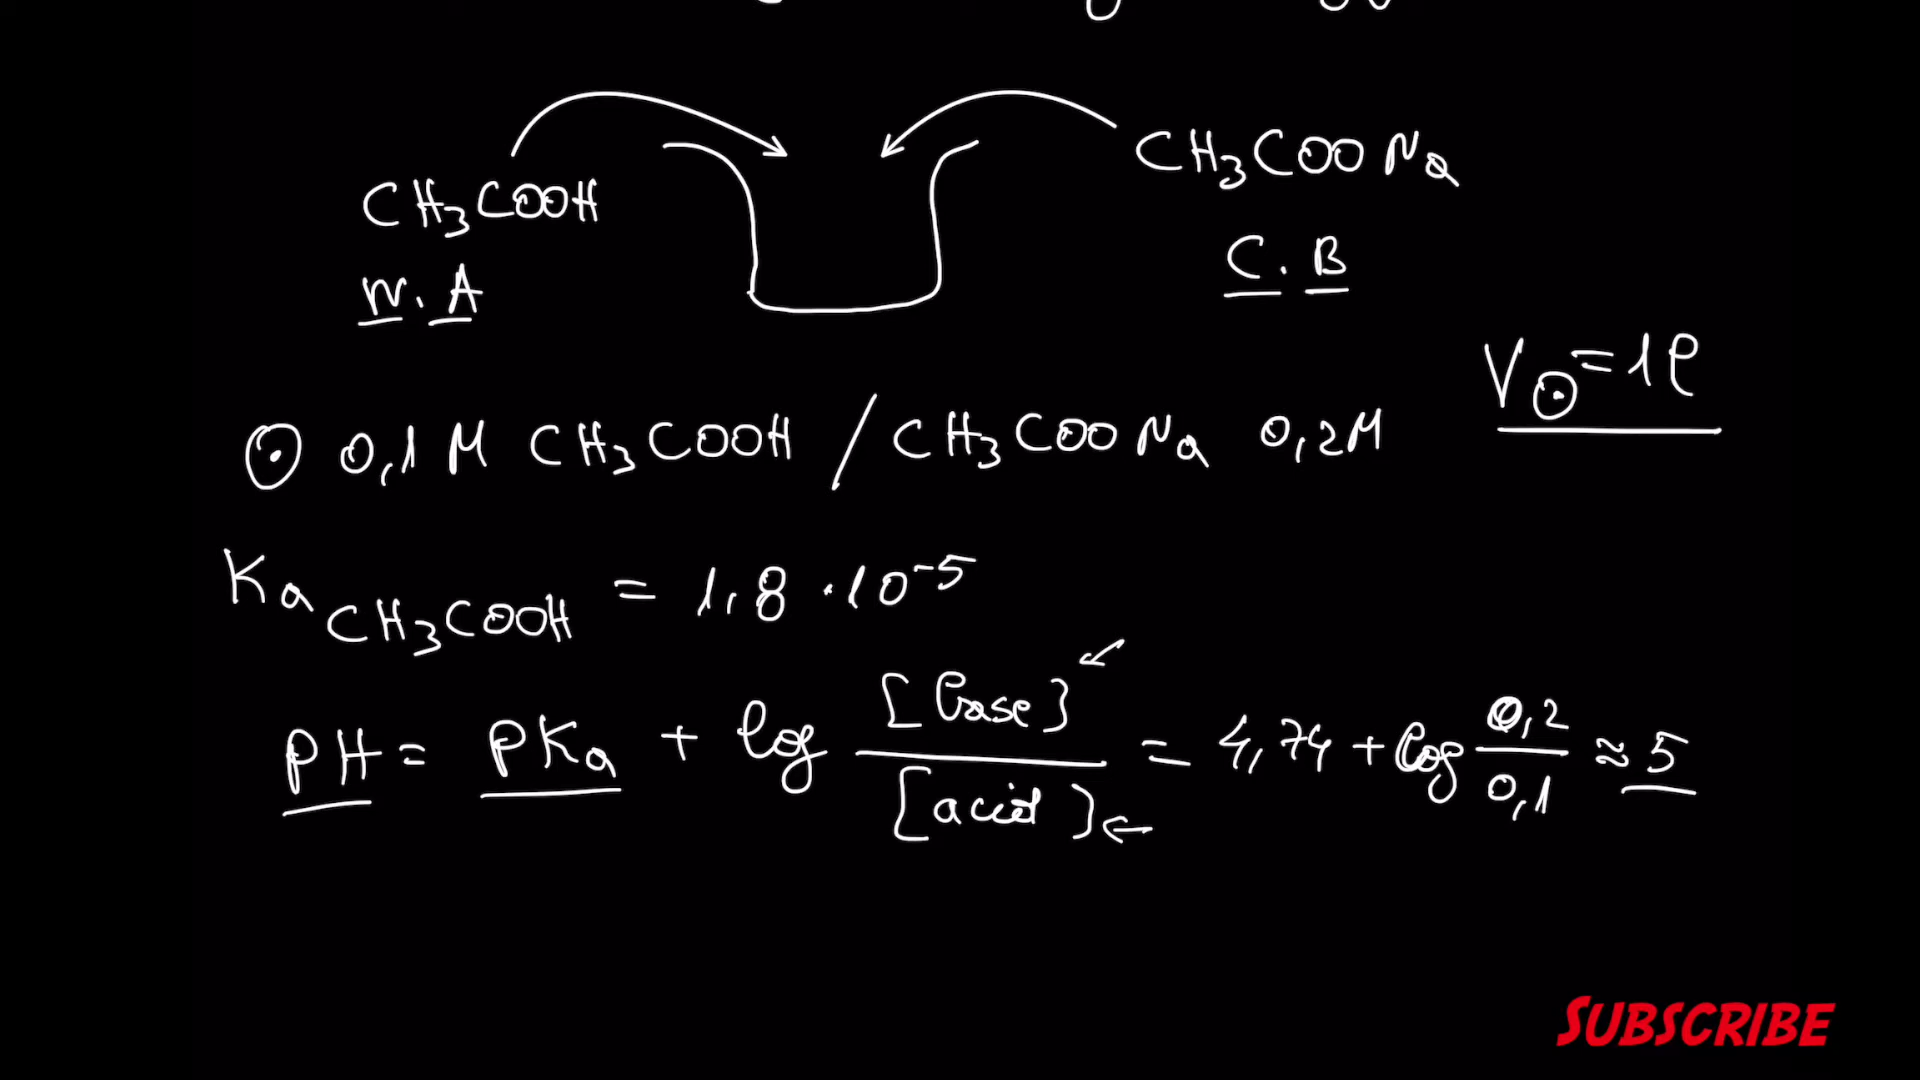 CH₃COOH
CH₃COONa
W.A
C.B
V⊙=1ℓ
⊙ 0,1M CH₃COOH / CH₃COONa 0,2M
Ka CH₃COOH = 1,8 · 10⁻⁵
pH = pKa + log [base] / [acid] = 4,74 + log 0,2 / 0,1 ≈ 5
SUBSCRIBE